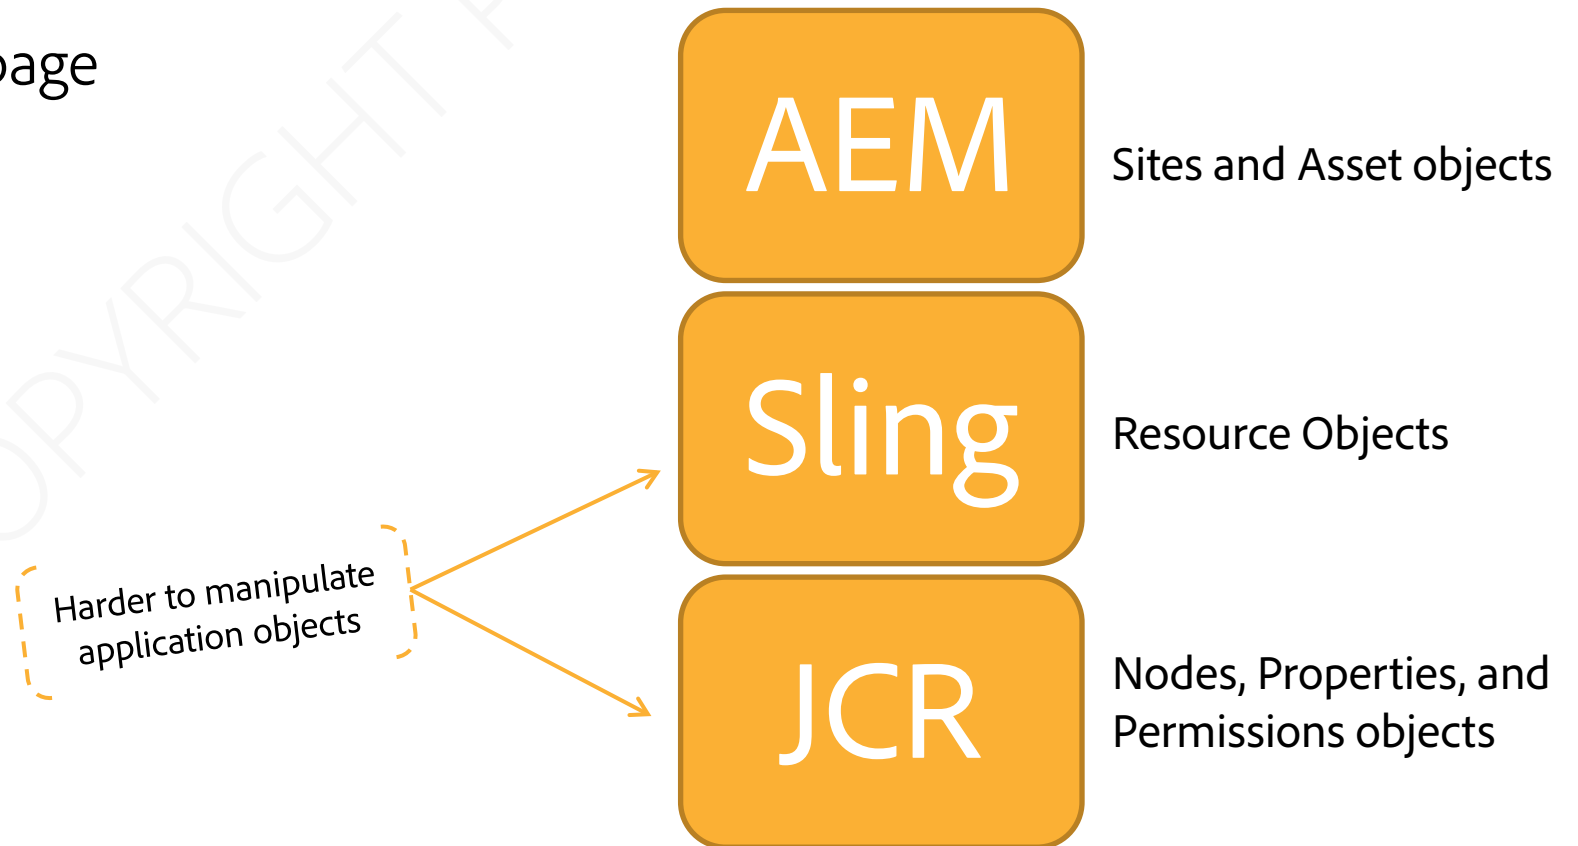 page
AEM
Sites and Asset objects
Sling
Resource Objects
Harder to manipulate
application objects
JCR
Nodes, Properties, and
Permissions objects
OPYRIGHT